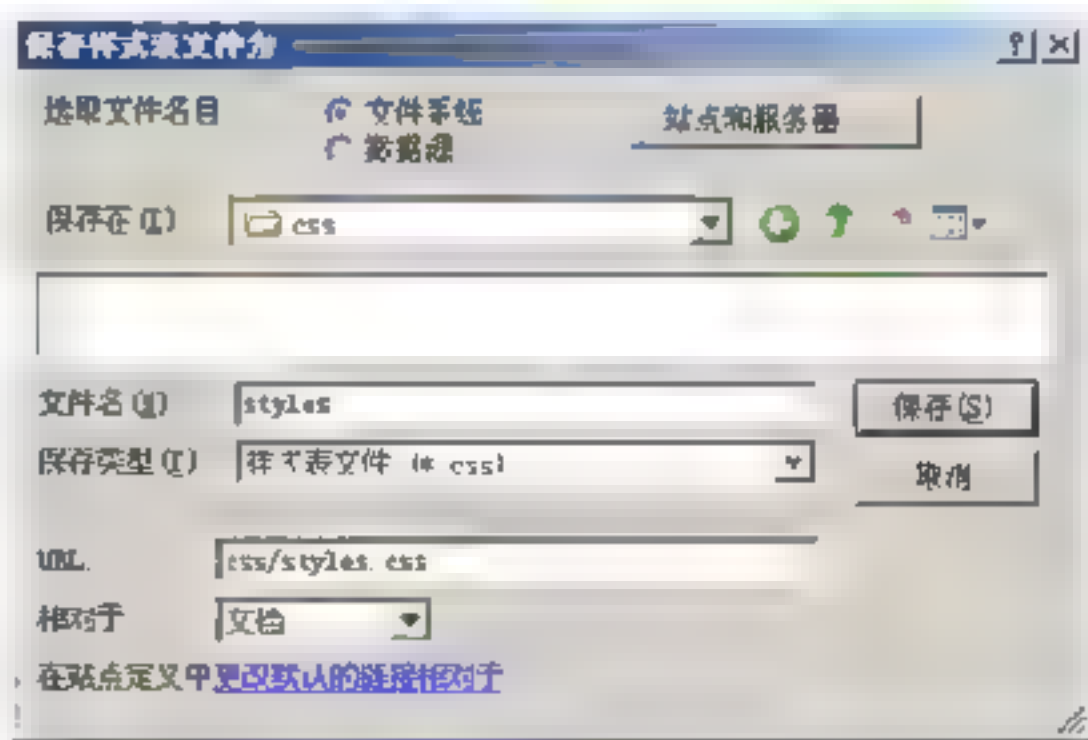 保存样式表文件为
选取文件名自 文件系统 站点和服务器
数据源
保存在(I) css
文件名(N) styles 保存(S)
保存类型(T) 样式表文件 (*.css) 取消
URL: css/styles.css
相对于 文档
在站点定义中更改默认的链接相对于